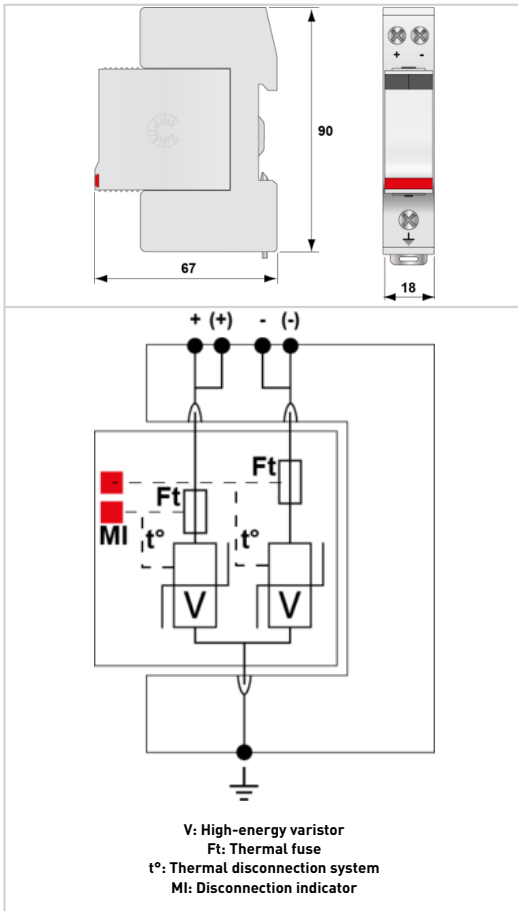 90
+ -
67
18
+ (+) - (-)
Ft
Ft
MI
t°
t°
V
V
V: High-energy varistor
Ft: Thermal fuse
t°: Thermal disconnection system
MI: Disconnection indicator